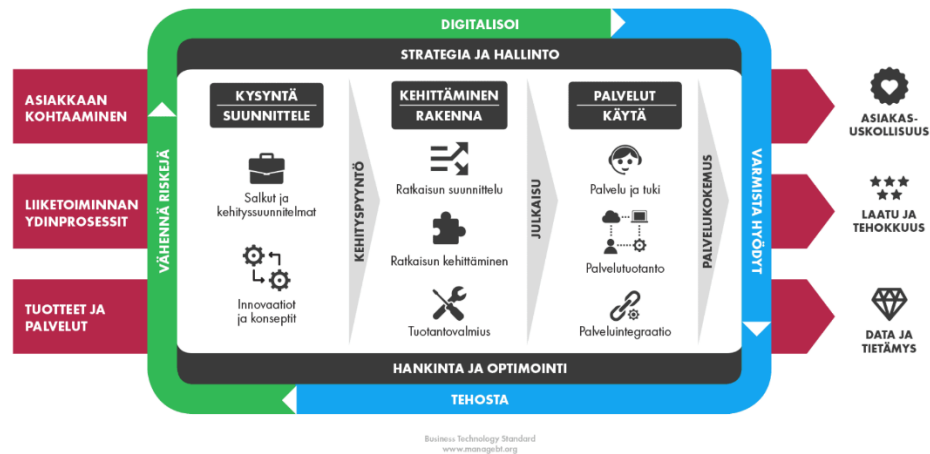 DIGITALISOI
STRATEGIA JA HALLINTO
ASIAKKAAN
KOHTAAMINEN
LIIKETOIMINNAN
YDINPROSESSIT
TUOTTEET JA
PALVELUT
VÄHENNÄ RISKEJÄ
KYSYNTÄ
SUUNNITTELE
Salkut ja
kehityssuunnitelmat
Innovaatiot
ja konseptit
KEHITYSPYYNTÖ
KEHITTÄMINEN
RAKENNA
Ratkaisun suunnittelu
Ratkaisun kehittäminen
Tuotantovalmius
JULKAISU
PALVELUT
KÄYTÄ
Palvelu ja tuki
Palvelutuotanto
Palveluintegraatio
PALVELUKOKEMUS
VARMISTA HYÖDYT
ASIAKAS-
USKOLLISUUS
LAATU JA
TEHOKKUUS
DATA JA
TIETÄMYS
HANKINTA JA OPTIMOINTI
TEHOSTA
Business Technology Standard
www.managebt.org